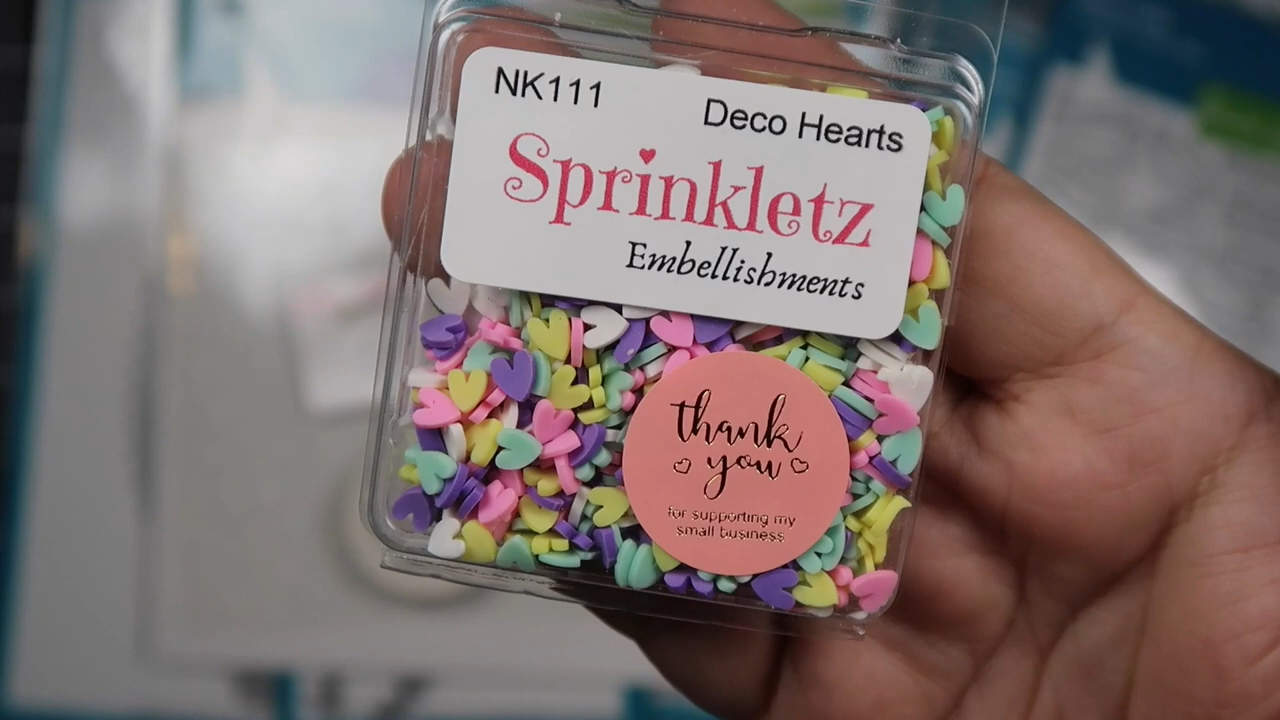 NK111
Deco Hearts
Sprinkletz
Embellishments
thank
you
for supporting my
small business